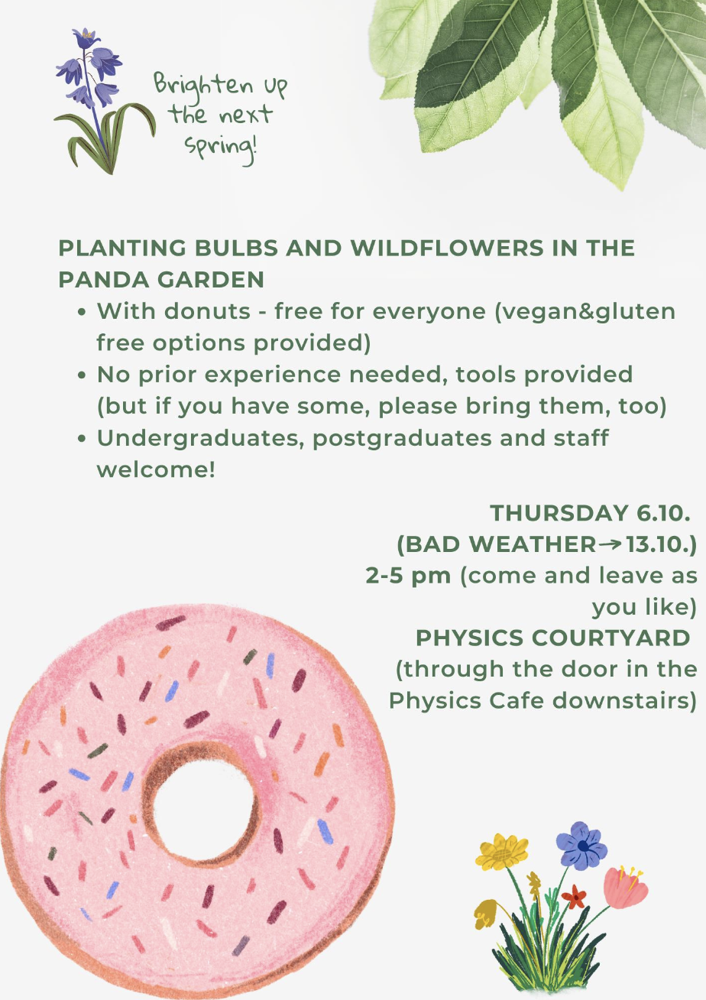 Brighten up
the next
spring!
PLANTING BULBS AND WILDFLOWERS IN THE
PANDA GARDEN
• With donuts - free for everyone (vegan&gluten
free options provided)
• No prior experience needed, tools provided
(but if you have some, please bring them, too)
• Undergraduates, postgraduates and staff
welcome!
THURSDAY 6.10.
(BAD WEATHER→13.10.)
2-5 pm (come and leave as
you like)
PHYSICS COURTYARD
(through the door in the
Physics Cafe downstairs)